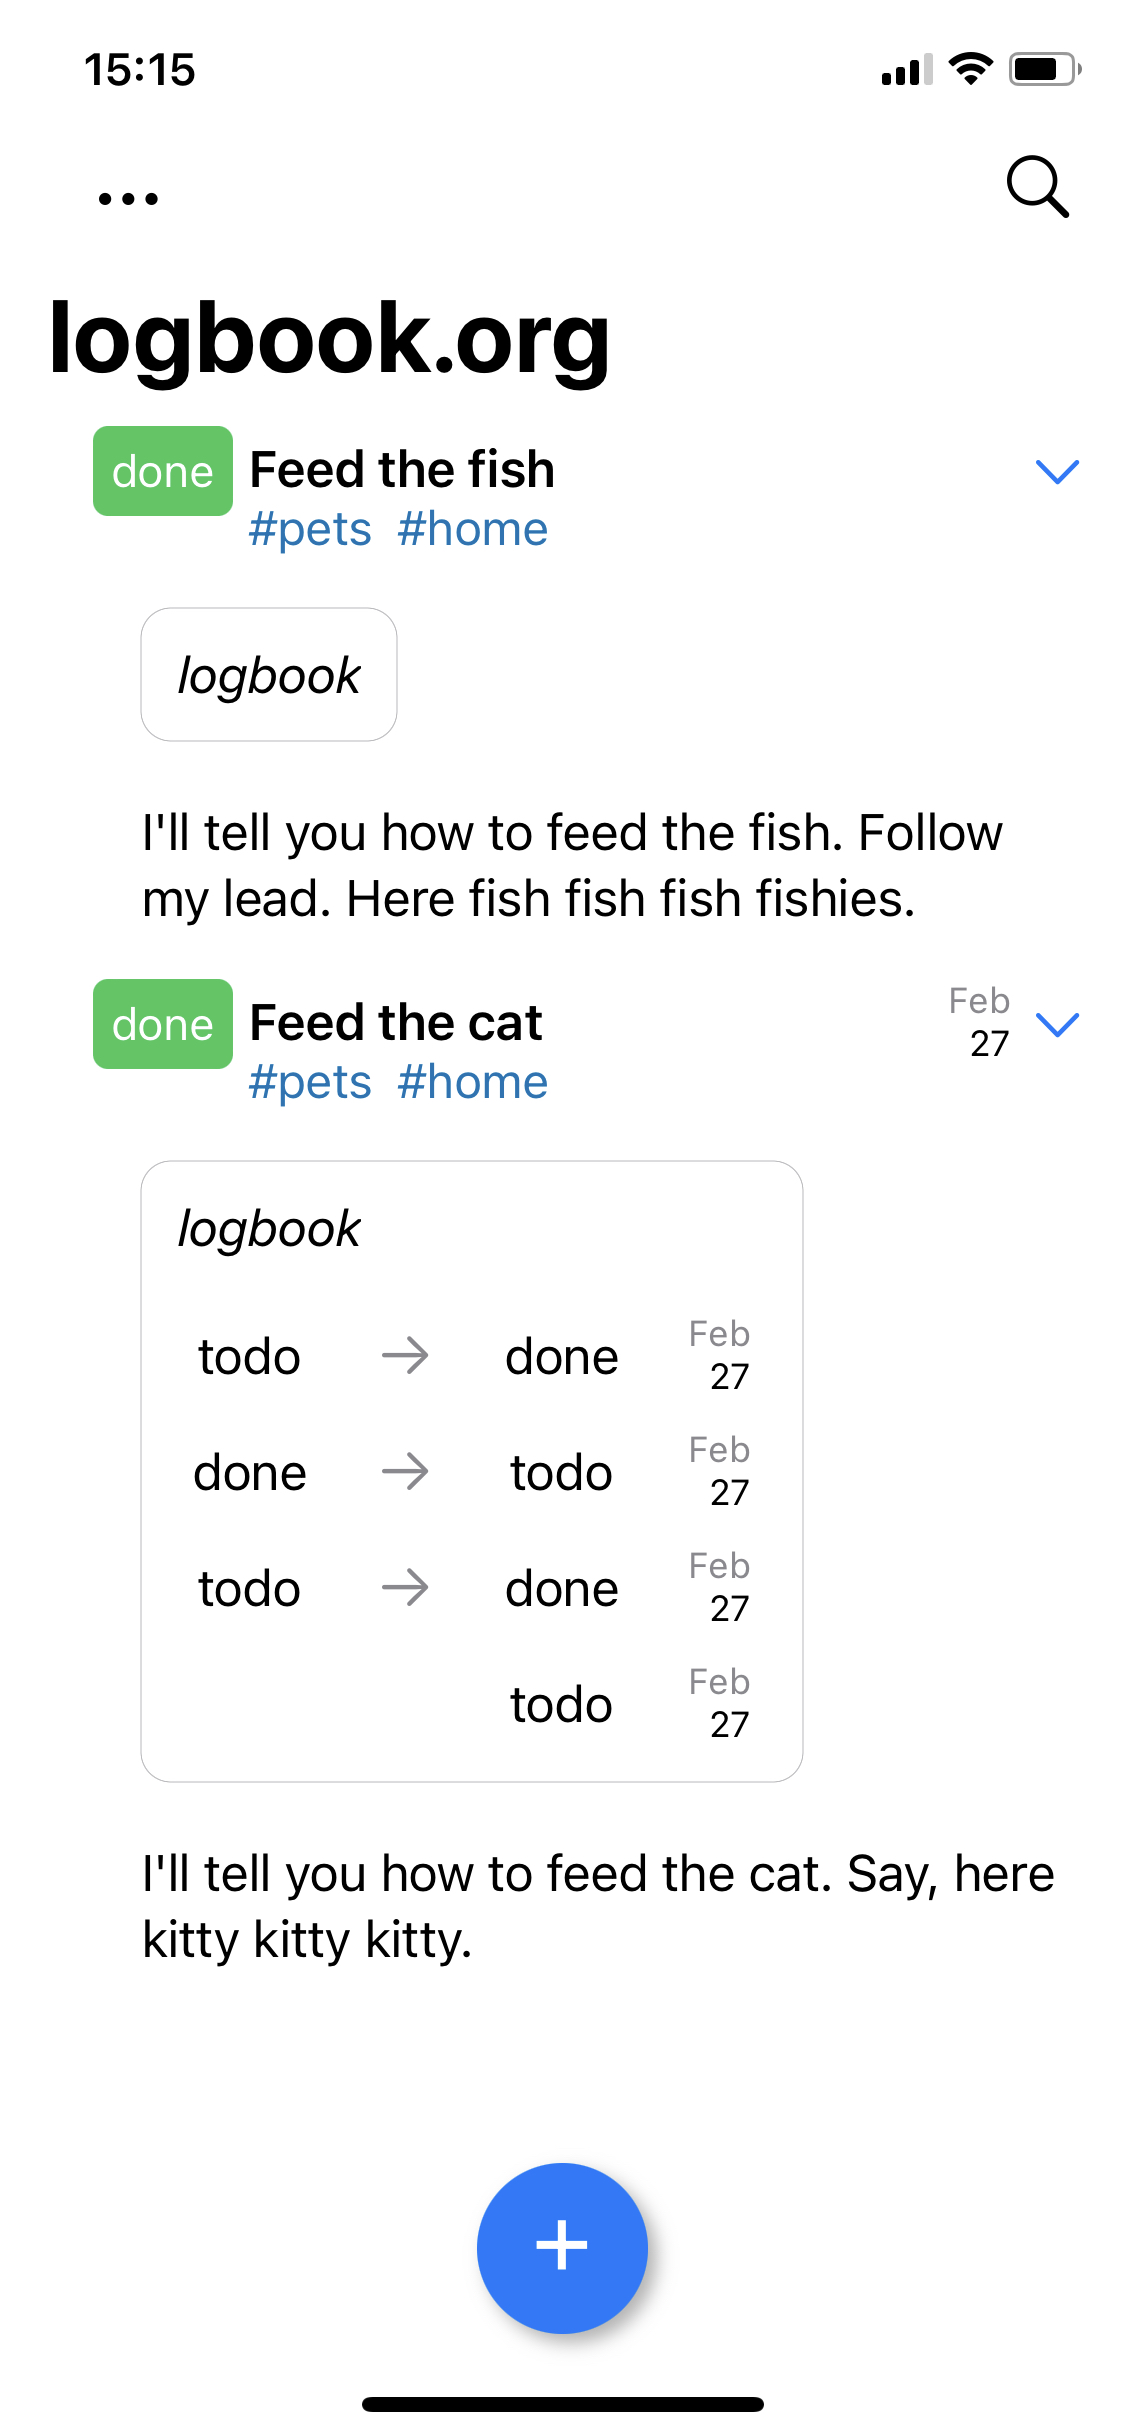 15:15
logbook.org
done Feed the fish
#pets #home
logbook
I'll tell you how to feed the fish. Follow
my lead. Here fish fish fish fishies.
done Feed the cat Feb 27
#pets #home
logbook
todo → done Feb 27
done → todo Feb 27
todo → done Feb 27
todo Feb 27
I'll tell you how to feed the cat. Say, here
kitty kitty kitty.